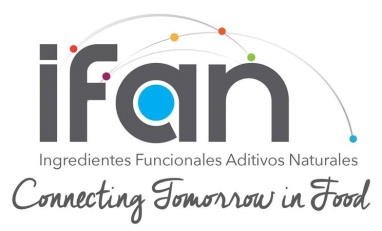 ifan
Ingredientes Funcionales Aditivos Naturales
Connecting Tomorrow in Food